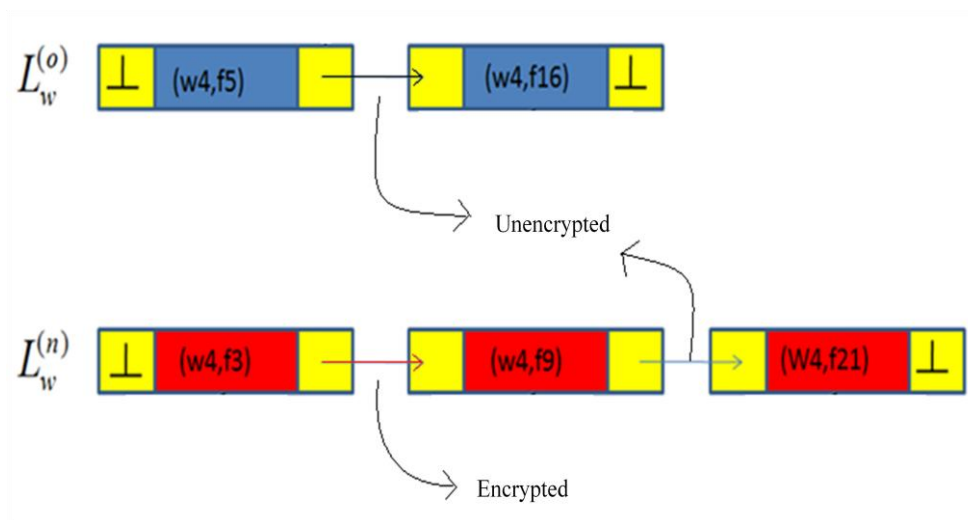 L_w^(o) ⊥ (w4,f5) (w4,f16) ⊥
Unencrypted
L_w^(n) ⊥ (w4,f3) (w4,f9) (W4,f21) ⊥
Encrypted